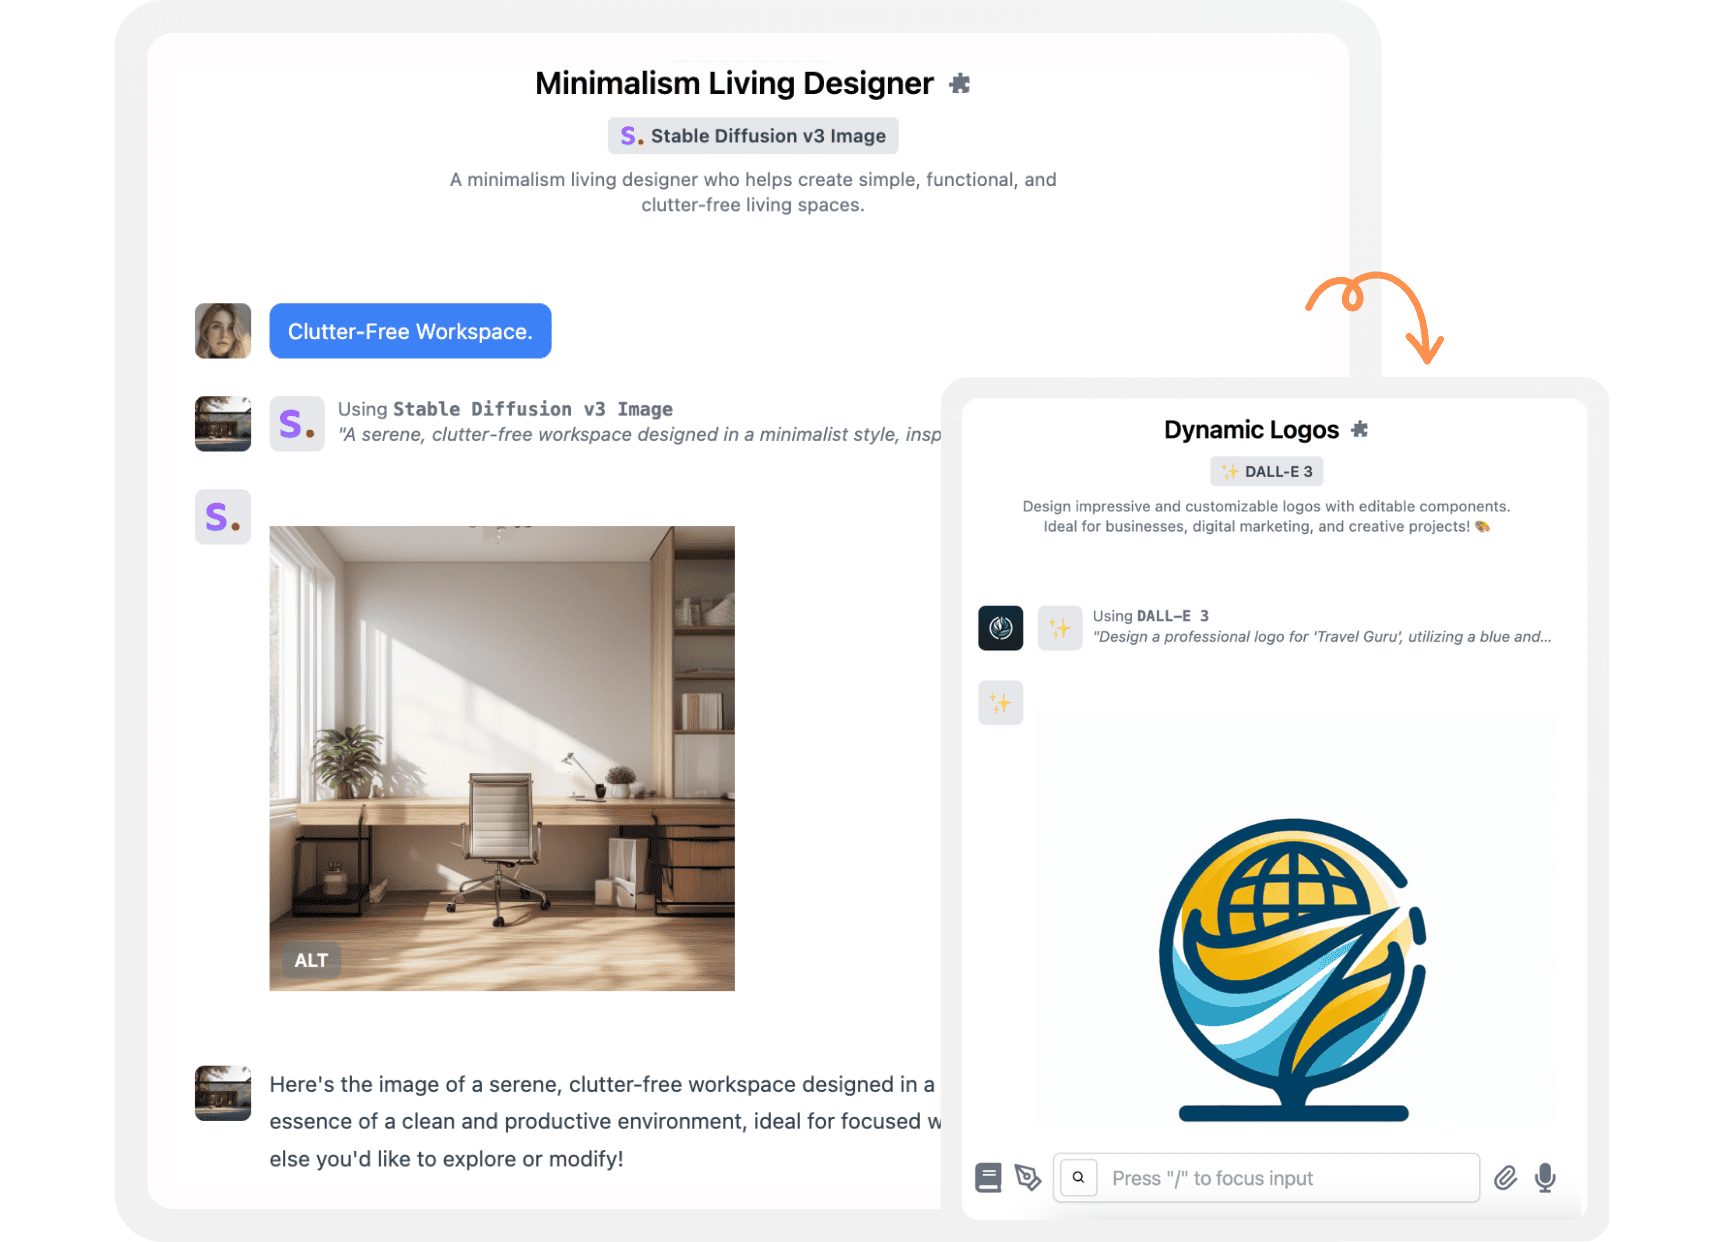 Minimalism Living Designer
S. Stable Diffusion v3 Image
A minimalism living designer who helps create simple, functional, and
clutter-free living spaces.
Clutter-Free Workspace.
Using Stable Diffusion v3 Image
S.
"A serene, clutter-free workspace designed in a minimalist style, insp
S.
ALT
Here's the image of a serene, clutter-free workspace designed in a
essence of a clean and productive environment, ideal for focused w
else you'd like to explore or modify!
Dynamic Logos
DALL-E 3
Design impressive and customizable logos with editable components.
Ideal for businesses, digital marketing, and creative projects! 🎨
Using DALL-E 3
"Design a professional logo for 'Travel Guru', utilizing a blue and...
Press "/" to focus input